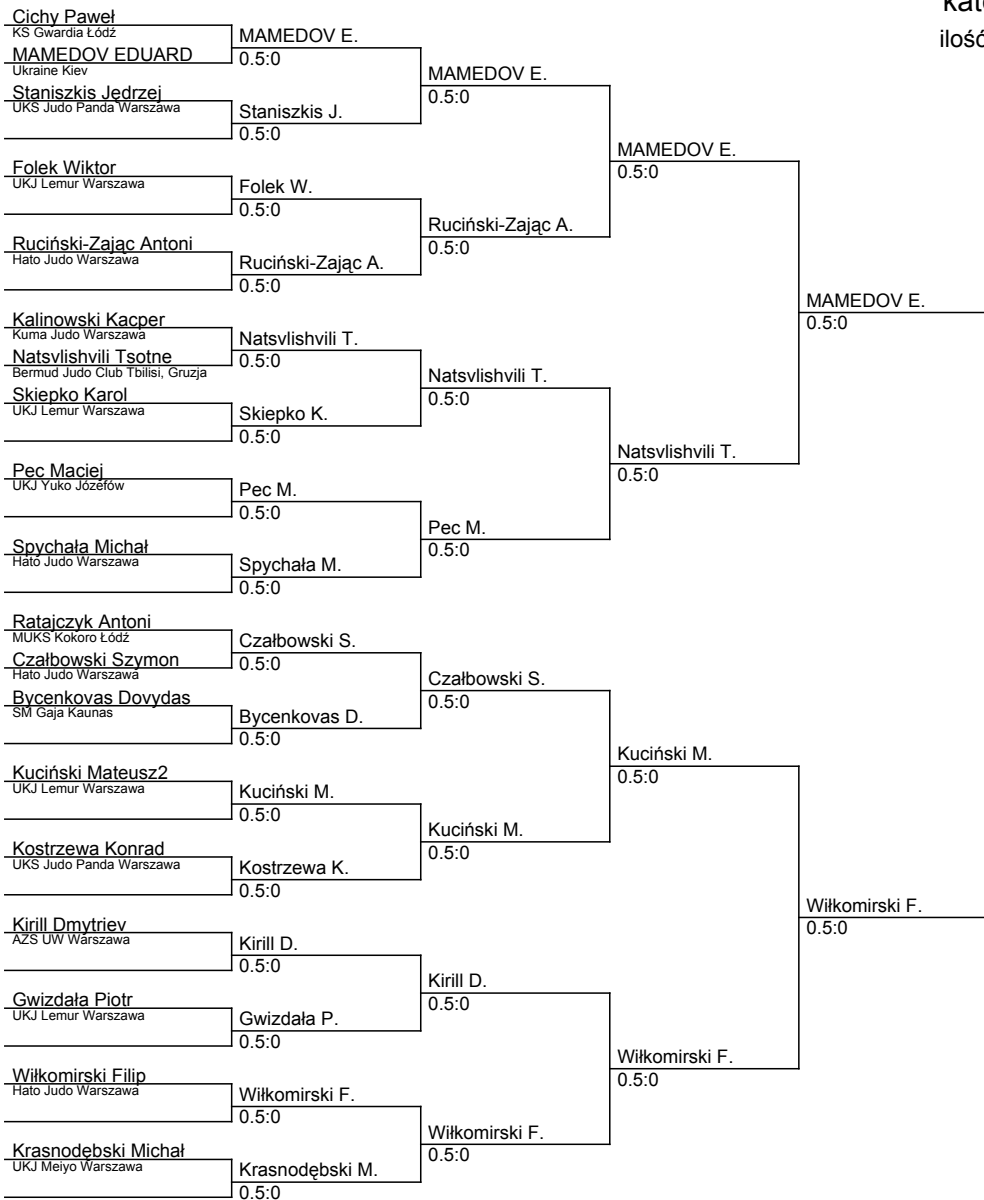 kate
ilość
Cichy Paweł
KS Gwardia Łódź
MAMEDOV EDUARD
Ukraine Kiev
Staniszkis Jędrzej
UKS Judo Panda Warszawa
Folek Wiktor
UKJ Lemur Warszawa
Ruciński-Zając Antoni
Hato Judo Warszawa
Kalinowski Kacper
Kuma Judo Warszawa
Natsvlishvili Tsotne
Bermud Judo Club Tbilisi, Gruzja
Skiepko Karol
UKJ Lemur Warszawa
Pec Maciej
UKJ Yuko Józefów
Spychała Michał
Hato Judo Warszawa
Ratajczyk Antoni
MUKS Kokoro Łódź
Czałbowski Szymon
Hato Judo Warszawa
Bycenkovas Dovydas
SM Gaja Kaunas
Kuciński Mateusz2
UKJ Lemur Warszawa
Kostrzewa Konrad
UKS Judo Panda Warszawa
Kirill Dmytriev
AZS UW Warszawa
Gwizdała Piotr
UKJ Lemur Warszawa
Wiłkomirski Filip
Hato Judo Warszawa
Krasnodębski Michał
UKJ Meiyo Warszawa
MAMEDOV E.
0.5:0
Staniszkis J.
0.5:0
Folek W.
0.5:0
Ruciński-Zając A.
0.5:0
Natsvlishvili T.
0.5:0
Skiepko K.
0.5:0
Pec M.
0.5:0
Spychała M.
0.5:0
Czałbowski S.
0.5:0
Bycenkovas D.
0.5:0
Kuciński M.
0.5:0
Kostrzewa K.
0.5:0
Kirill D.
0.5:0
Gwizdała P.
0.5:0
Wiłkomirski F.
0.5:0
Krasnodębski M.
0.5:0
MAMEDOV E.
0.5:0
Ruciński-Zając A.
0.5:0
Natsvlishvili T.
0.5:0
Pec M.
0.5:0
Czałbowski S.
0.5:0
Kuciński M.
0.5:0
Kirill D.
0.5:0
Wiłkomirski F.
0.5:0
MAMEDOV E.
0.5:0
Natsvlishvili T.
0.5:0
Kuciński M.
0.5:0
Wiłkomirski F.
0.5:0
MAMEDOV E.
0.5:0
Wiłkomirski F.
0.5:0